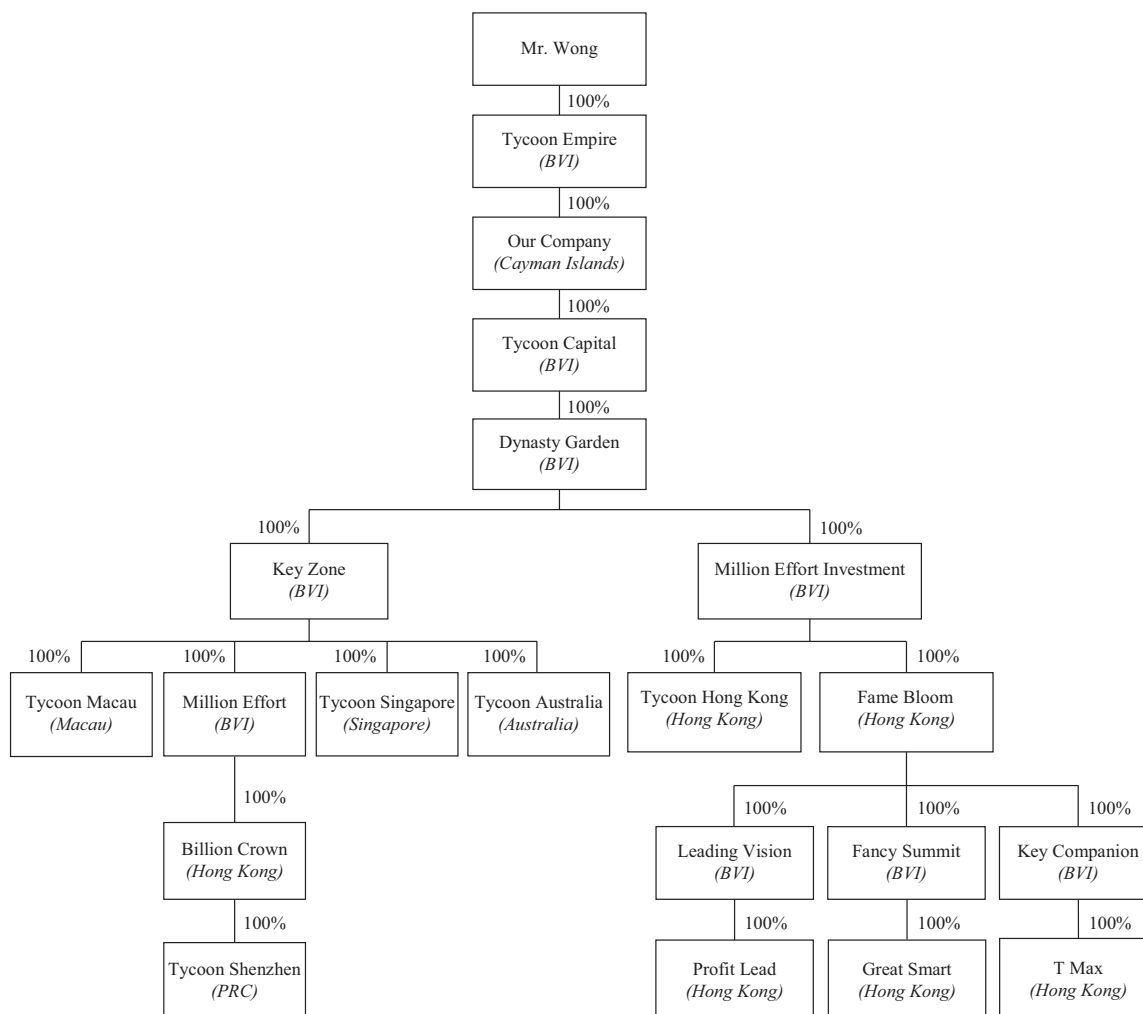 Mr. Wong
100%
Tycoon Empire
(BVI)
100%
Our Company
(Cayman Islands)
100%
Tycoon Capital
(BVI)
100%
Dynasty Garden
(BVI)
100%
100%
Key Zone
(BVI)
Million Effort Investment
(BVI)
100%
100%
100%
100%
100%
100%
Tycoon Macau
(Macau)
Million Effort
(BVI)
Tycoon Singapore
(Singapore)
Tycoon Australia
(Australia)
Tycoon Hong Kong
(Hong Kong)
Fame Bloom
(Hong Kong)
100%
100%
100%
100%
Billion Crown
(Hong Kong)
Leading Vision
(BVI)
Fancy Summit
(BVI)
Key Companion
(BVI)
100%
100%
100%
100%
Tycoon Shenzhen
(PRC)
Profit Lead
(Hong Kong)
Great Smart
(Hong Kong)
T Max
(Hong Kong)